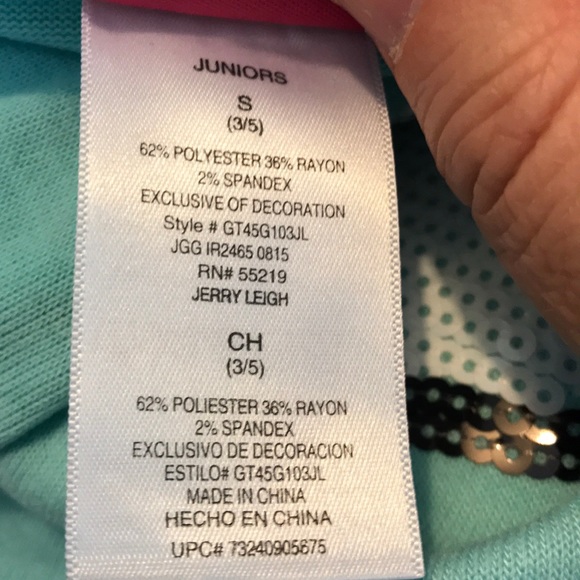 JUNIORS
S
(3/5)
62% POLYESTER 36% RAYON
2% SPANDEX
EXCLUSIVE OF DECORATION
Style # GT45G103JL
JGG IR2465 0815
RN# 55219
JERRY LEIGH
CH
(3/5)
62% POLIESTER 36% RAYON
2% SPANDEX
EXCLUSIVO DE DECORACION
ESTILO# GT45G103JL
MADE IN CHINA
HECHO EN CHINA
UPC# 73240905675